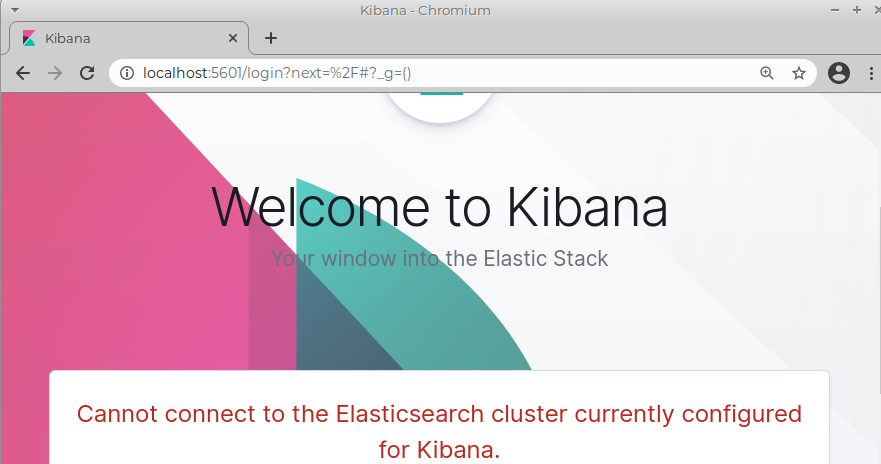 Kibana - Chromium
Kibana
localhost:5601/login?next=%2F#?_g=()
Welcome to Kibana
Your window into the Elastic Stack
Cannot connect to the Elasticsearch cluster currently configured
for Kibana.